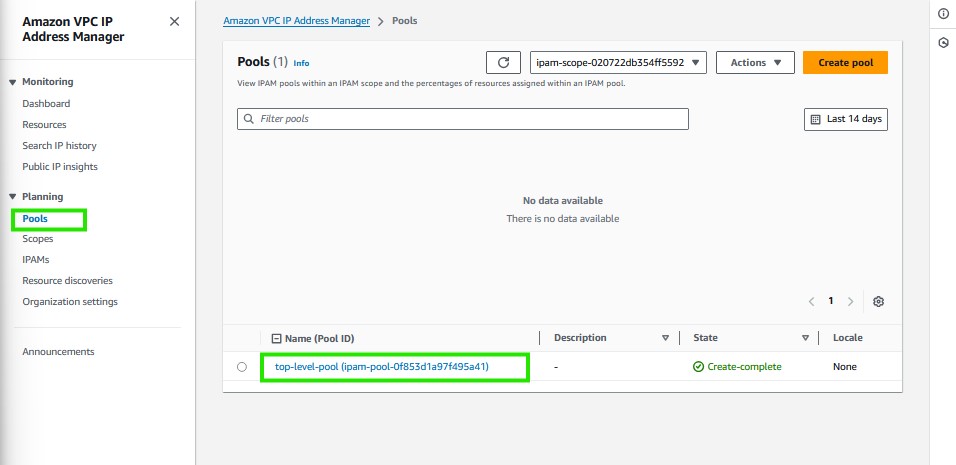 Amazon VPC IP
Address Manager
Monitoring
Dashboard
Resources
Search IP history
Public IP insights
Planning
Pools
Scopes
IPAMs
Resource discoveries
Organization settings
Announcements
Amazon VPC IP Address Manager > Pools
Pools (1) Info
ipam-scope-020722db354ff5592
Actions
Create pool
View IPAM pools within an IPAM scope and the percentages of resources assigned within an IPAM pool.
Filter pools
Last 14 days
No data available
There is no data available
1
Name (Pool ID) Description State Locale
top-level-pool (ipam-pool-0f853d1a97f495a41) - Create-complete None